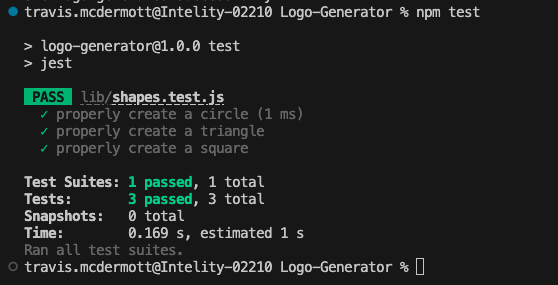 travis.mcdermott@Intelity-02210 Logo-Generator % npm test
> logo-generator@1.0.0 test
> jest
PASS lib/shapes.test.js
✓ properly create a circle (1 ms)
✓ properly create a triangle
✓ properly create a square
Test Suites: 1 passed, 1 total
Tests: 3 passed, 3 total
Snapshots: 0 total
Time: 0.169 s, estimated 1 s
Ran all test suites.
travis.mcdermott@Intelity-02210 Logo-Generator %